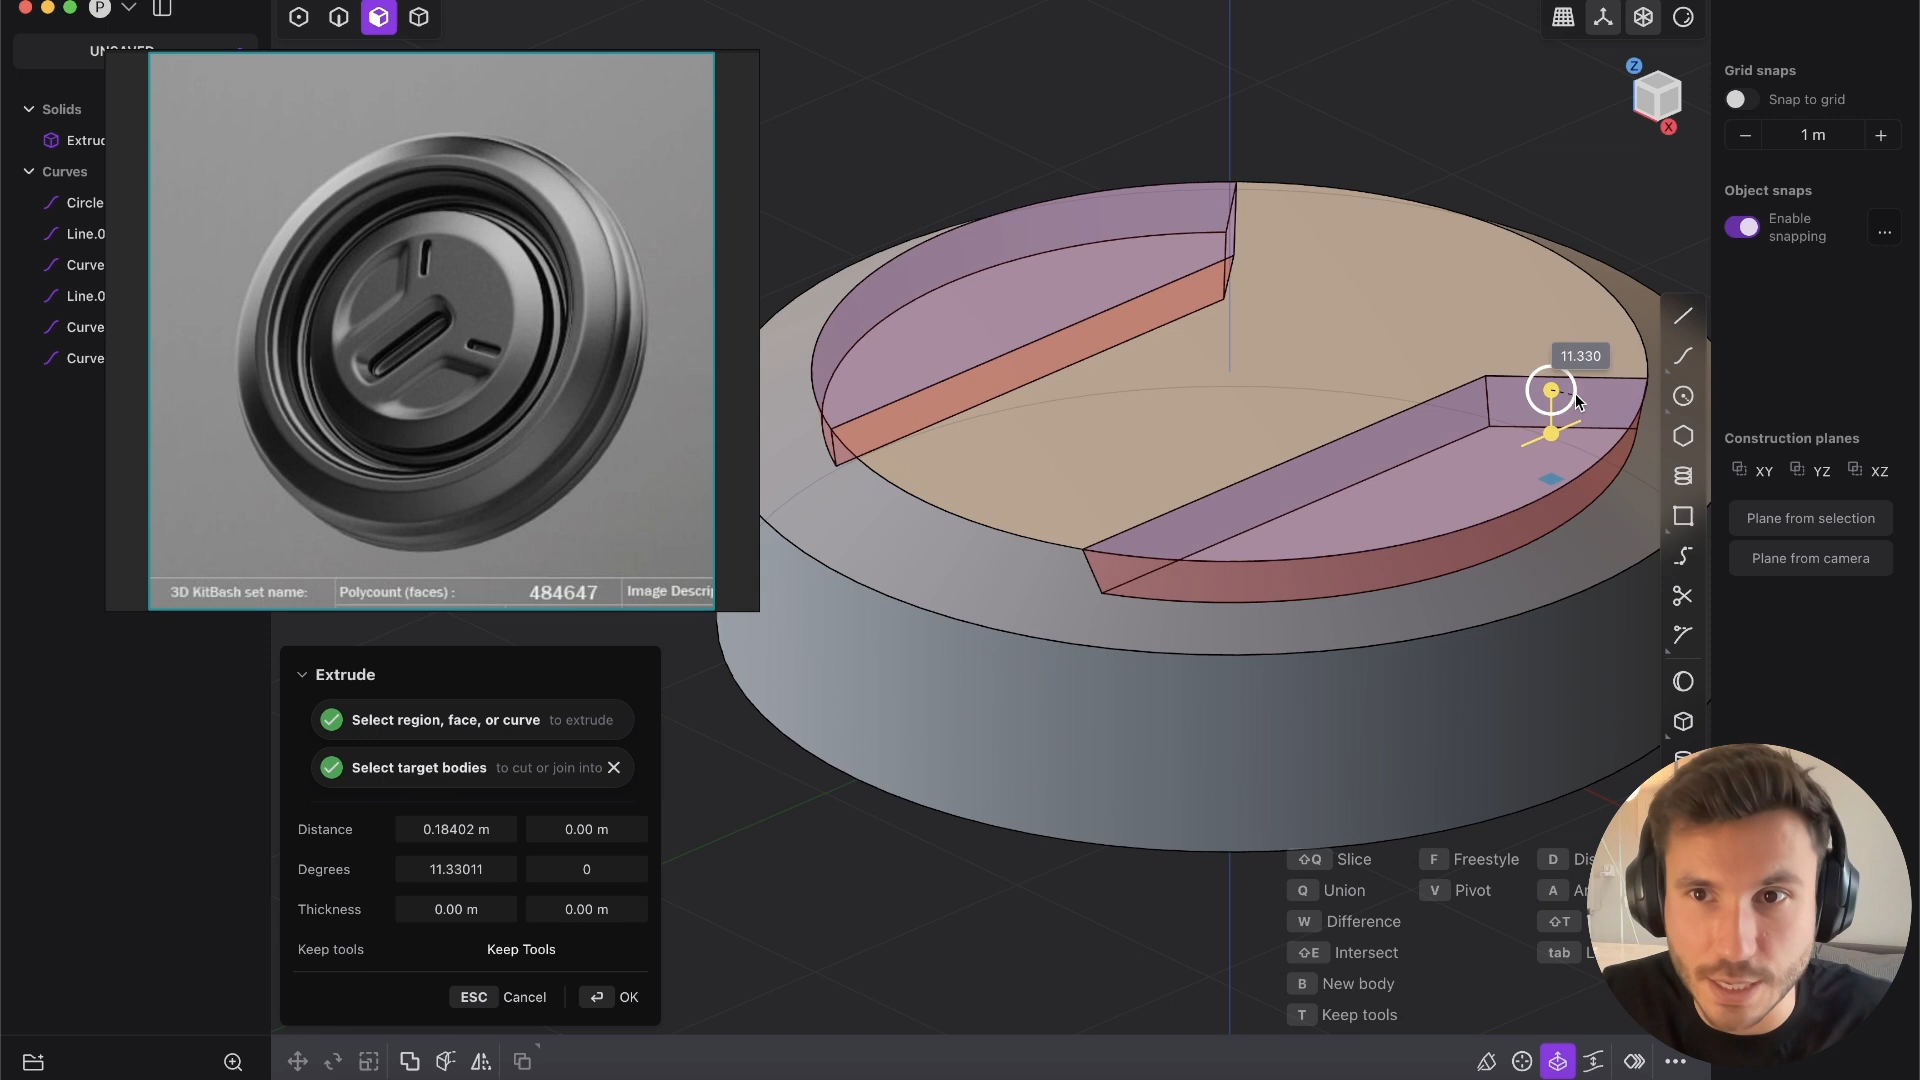 P
Solids
Extruc
Curves
Circle
Line.0
Curve
Line.0
Curve
Curve
3D KitBash set name:
Polycount (faces) :
484647
Image Descrip
Z
X
11.330
Grid snaps
Snap to grid
1 m
Object snaps
Enable
snapping
Construction planes
XY YZ XZ
Plane from selection
Plane from camera
Extrude
Select region, face, or curve to extrude
Select target bodies to cut or join into
Distance 0.18402 m 0.00 m
Degrees 11.33011 0
Thickness 0.00 m 0.00 m
Keep tools Keep Tools
ESC Cancel OK
⇧Q Slice F Freestyle D Dis
Q Union V Pivot A
W Difference ⇧T
⇧E Intersect tab
B New body
T Keep tools